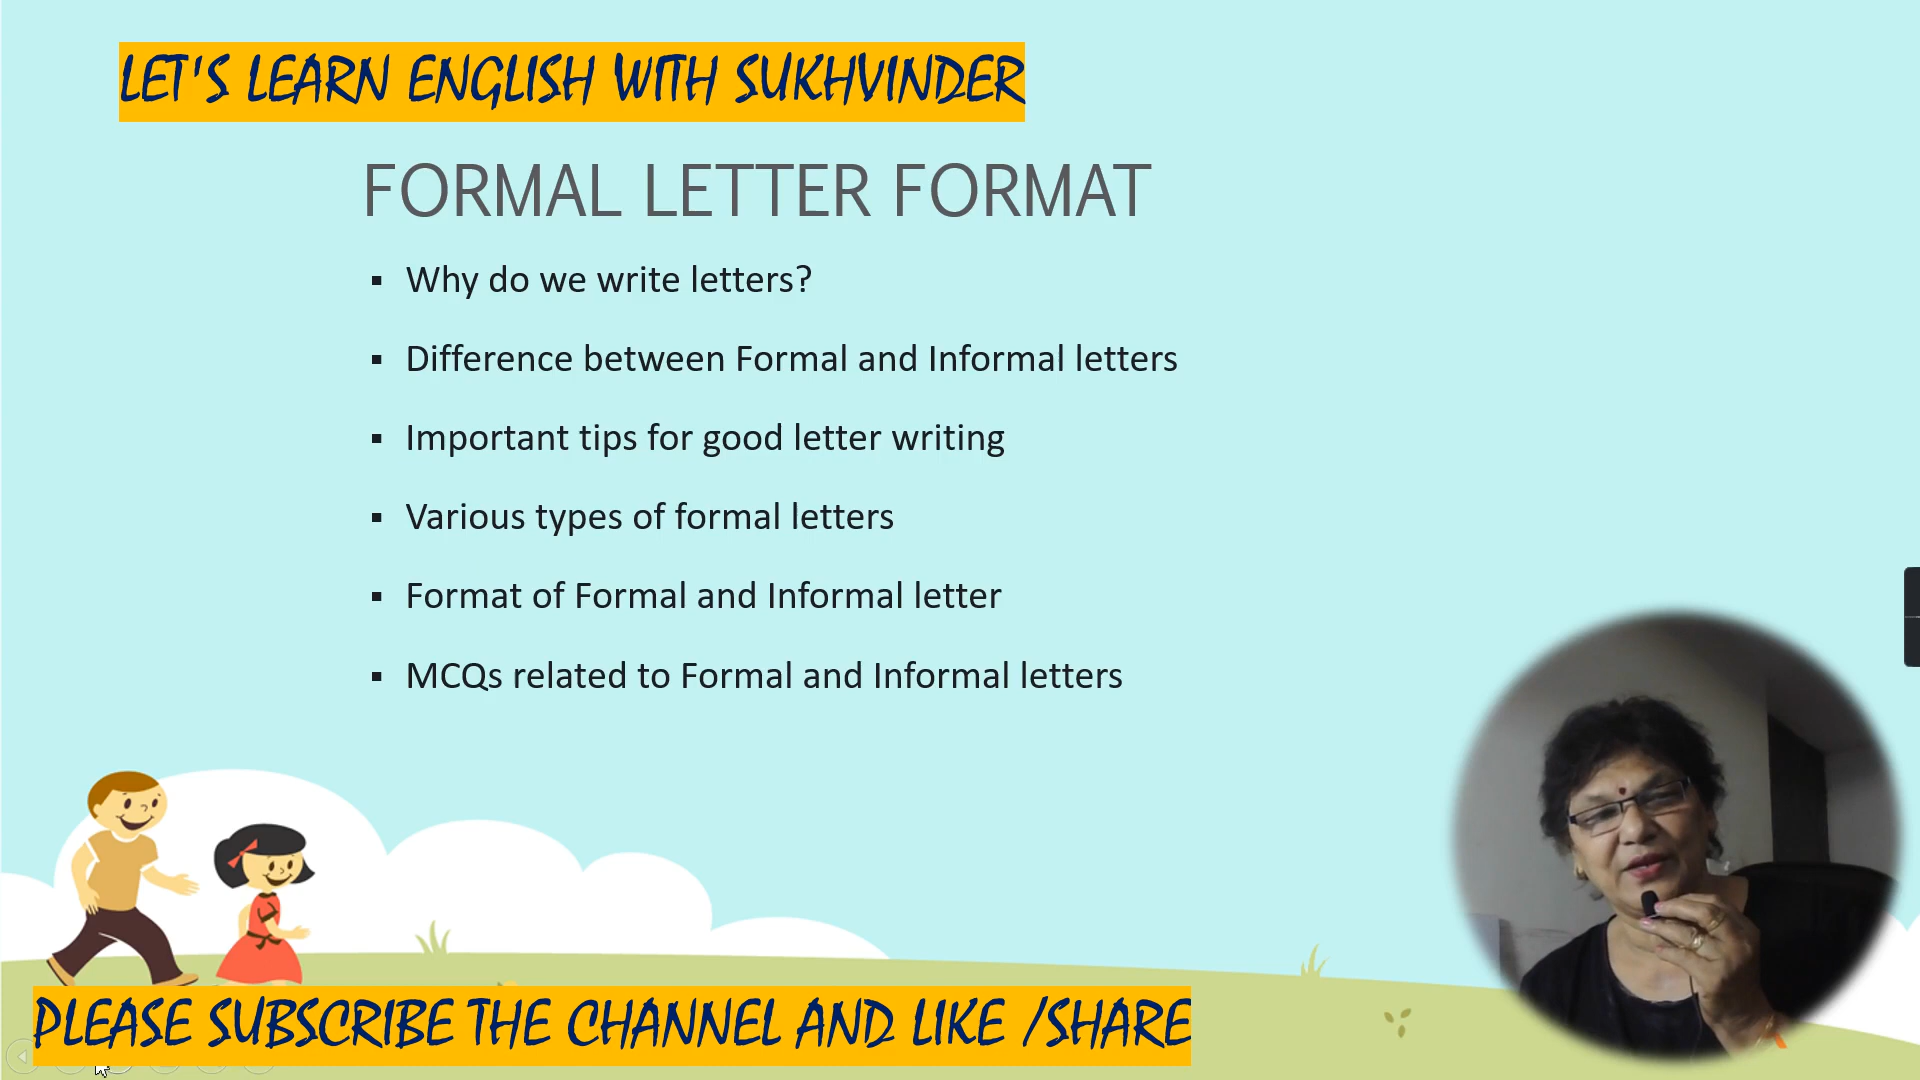 LET'S LEARN ENGLISH WITH SUKHVINDER
FORMAL LETTER FORMAT
▪ Why do we write letters?
▪ Difference between Formal and Informal letters
▪ Important tips for good letter writing
▪ Various types of formal letters
▪ Format of Formal and Informal letter
▪ MCQs related to Formal and Informal letters
PLEASE SUBSCRIBE THE CHANNEL AND LIKE /SHARE